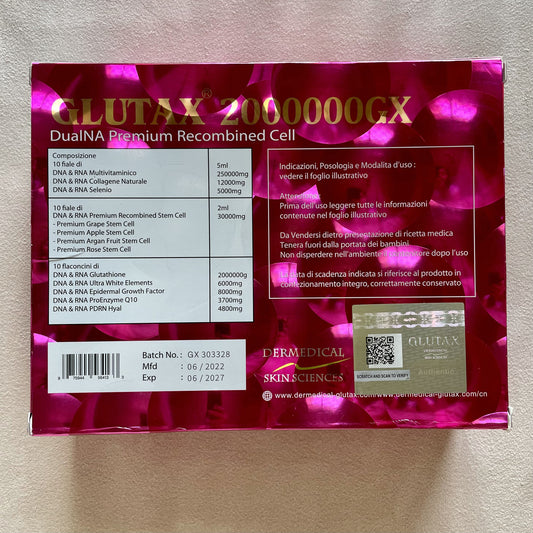 GLUTAX® 2000000GX
DualNA Premium Recombined Cell
Composizione
10 fiale di 5ml
DNA & RNA Multivitaminico 250000mg
DNA & RNA Collagene Naturale 12000mg
DNA & RNA Selenio 5000mg
10 fiale di 2ml
DNA & RNA Premium Recombined Stem Cell 30000mg
- Premium Grape Stem Cell
- Premium Apple Stem Cell
- Premium Argan Fruit Stem Cell
- Premium Rose Stem Cell
10 flaconcini di
DNA & RNA Glutathione 2000000g
DNA & RNA Ultra White Elements 6000mg
DNA & RNA Epidermal Growth Factor 8000mg
DNA & RNA ProEnzyme Q10 3700mg
DNA & RNA PDRN Hyal 4800mg
Indicazioni, Posologia e Modalita d'uso :
vedere il foglio illustrativo
Attendione:
Prima dell uso leggere tutte le informazioni
contenute nel foglio illustrativo
Da Vendersi dietro presentazione di ricetta medica
Tenera fuori dalla portata dei bambini
Non disperdere nell'ambiente il contenitore dopo l'uso
La data di scadenza indicata si riferisce al prodotto in
confezionamento integro, correttamente conservato
Batch No. : GX 303328
Mfd : 06 / 2022
Exp : 06 / 2027
DERMEDICAL
SKIN SCIENCES
GLUTAX
SCRATCH AND SCAN TO VERIFY
Authentic
www.dermedical-glutax.com/www.dermedical-glutax.com/cn